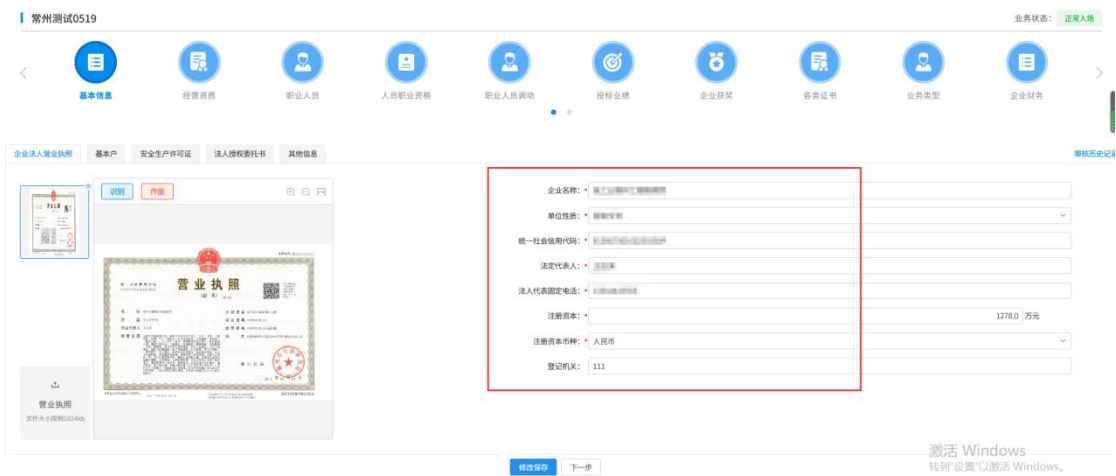 常州测试0519
业务状态： 正常入场
基本信息 经营资质 职业人员 人员职业资格 职业人员调动 投标业绩 企业获奖 各类证书 业务类型 企业财务
企业法人营业执照 基本户 安全生产许可证 法人授权委托书 其他信息 审核历史记录
识别 作废
营业执照
营业执照
文件大小限制1024kb
企业名称： *
单位性质： *
统一社会信用代码： *
法定代表人： *
法人代表固定电话： *
注册资本： * 1278.0 万元
注册资本币种： * 人民币
登记机关： 111
修改保存 下一步
激活 Windows
转到"设置"以激活 Windows。